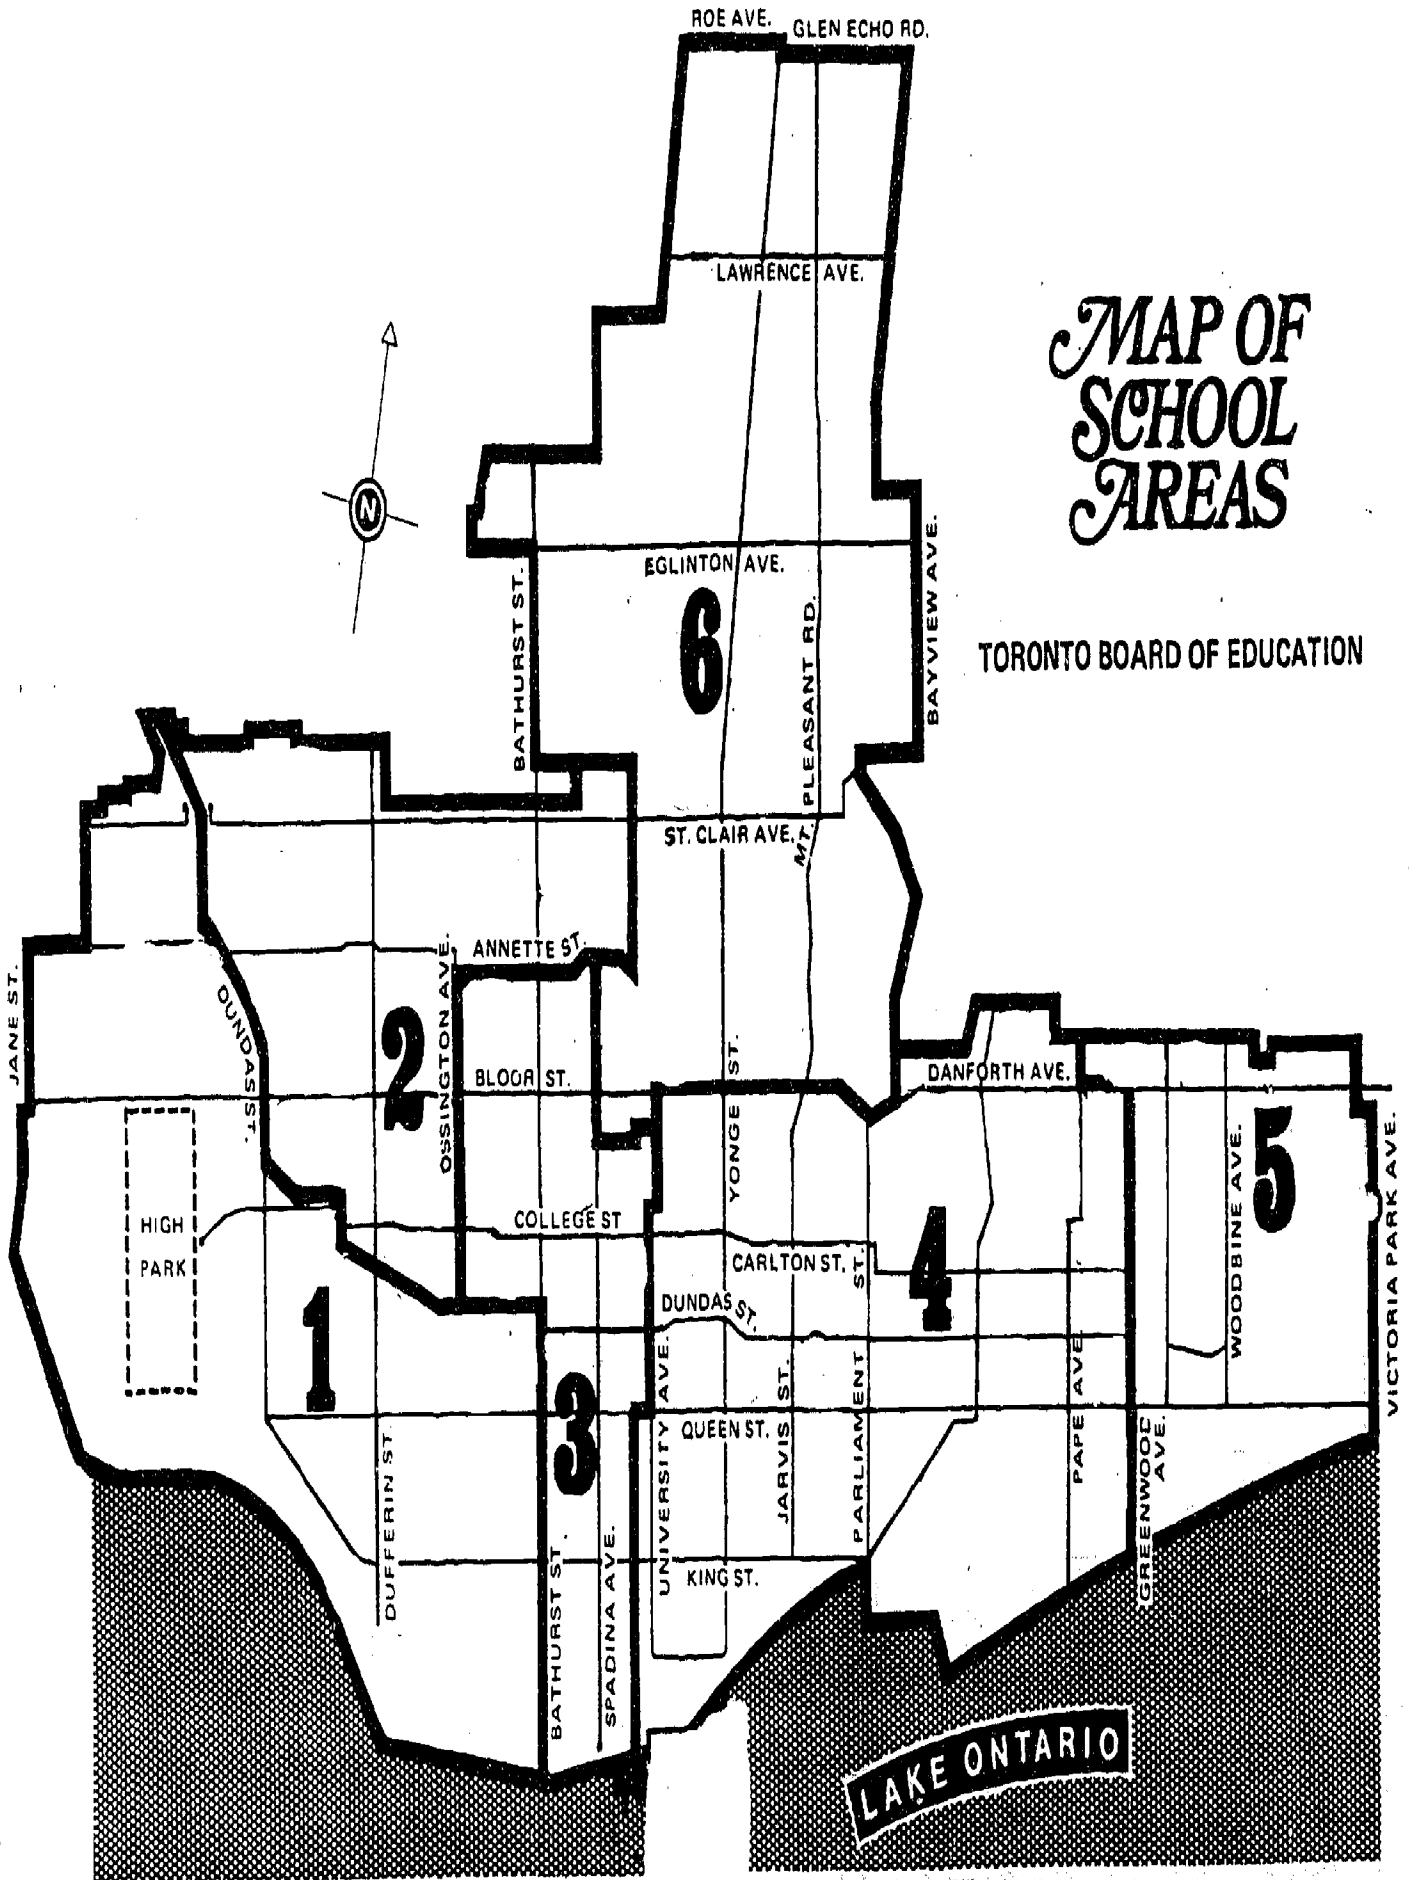 ROE AVE.
GLEN ECHO RD.
LAWRENCE AVE.
MAP OF
SCHOOL
AREAS
N
EGLINTON AVE.
BATHURST ST.
6
MT. PLEASANT RD.
BAYVIEW AVE.
TORONTO BOARD OF EDUCATION
ST. CLAIR AVE.
ANNETTE ST.
JANE ST.
DUNDAS ST.
2
OSSINGTON AVE.
BLOOR ST.
YONGE ST.
DANFORTH AVE.
5
HIGH
PARK
COLLEGE ST
CARLTON ST.
4
WOODBINE AVE.
VICTORIA PARK AVE.
1
DUNDAS ST.
3
QUEEN ST.
UNIVERSITY AVE.
JARVIS ST.
PARLIAMENT ST.
PAPE AVE.
GREENWOOD
AVE.
DUFFERIN ST.
KING ST.
BATHURST ST.
SPADINA AVE.
LAKE ONTARIO